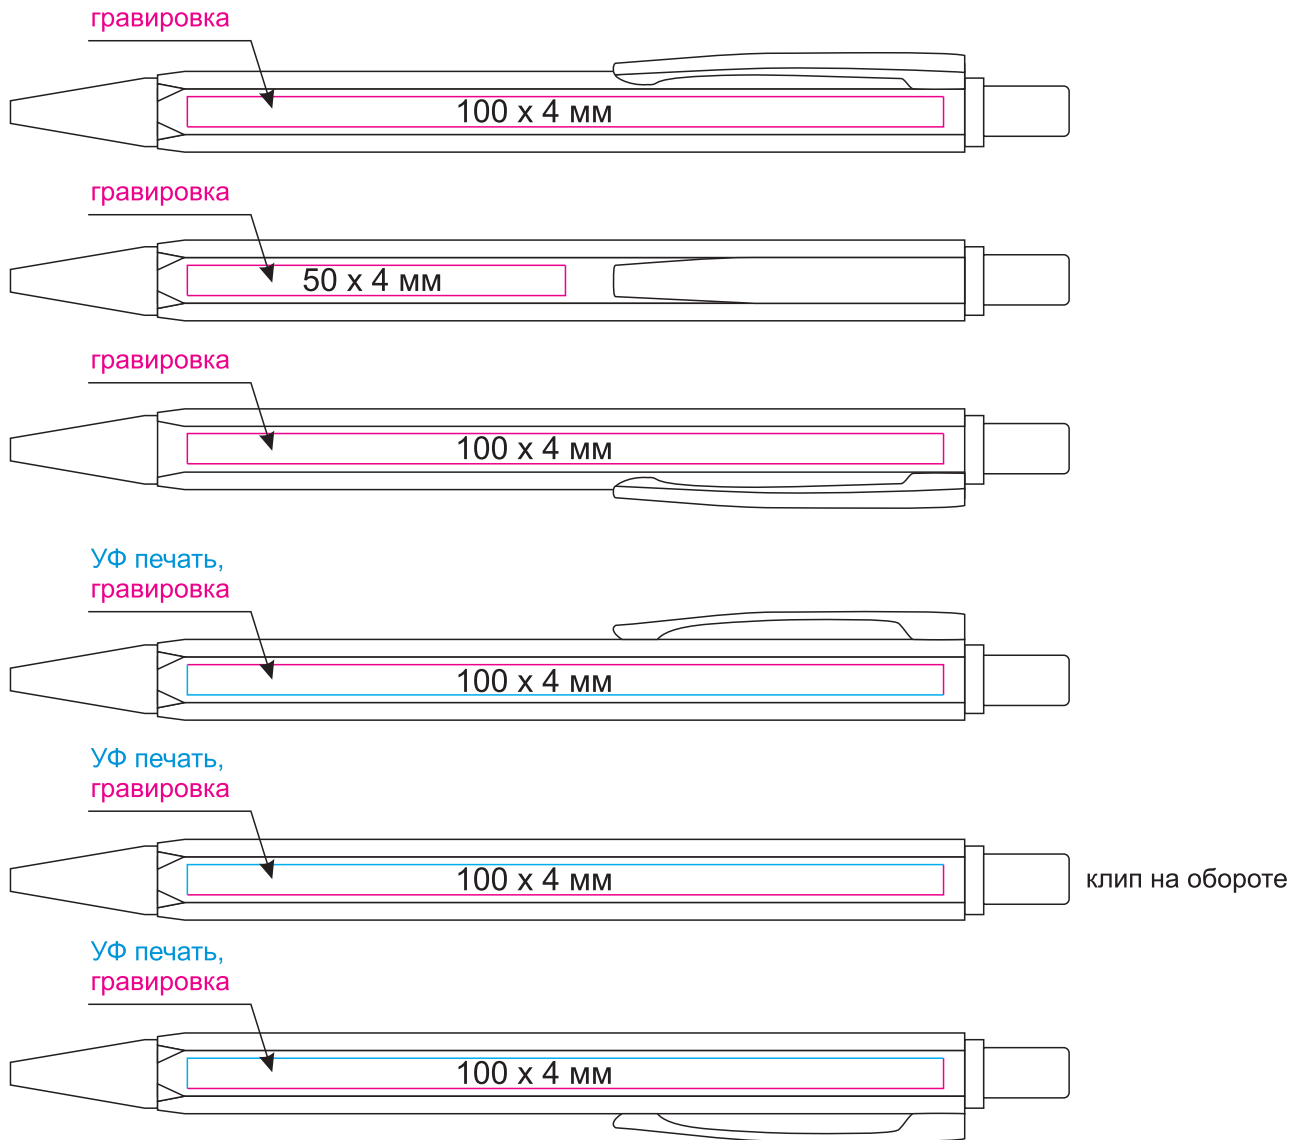 гравировка
100 x 4 мм
гравировка
50 x 4 мм
гравировка
100 x 4 мм
УФ печать,
гравировка
100 x 4 мм
УФ печать,
гравировка
100 x 4 мм
клип на обороте
УФ печать,
гравировка
100 x 4 мм